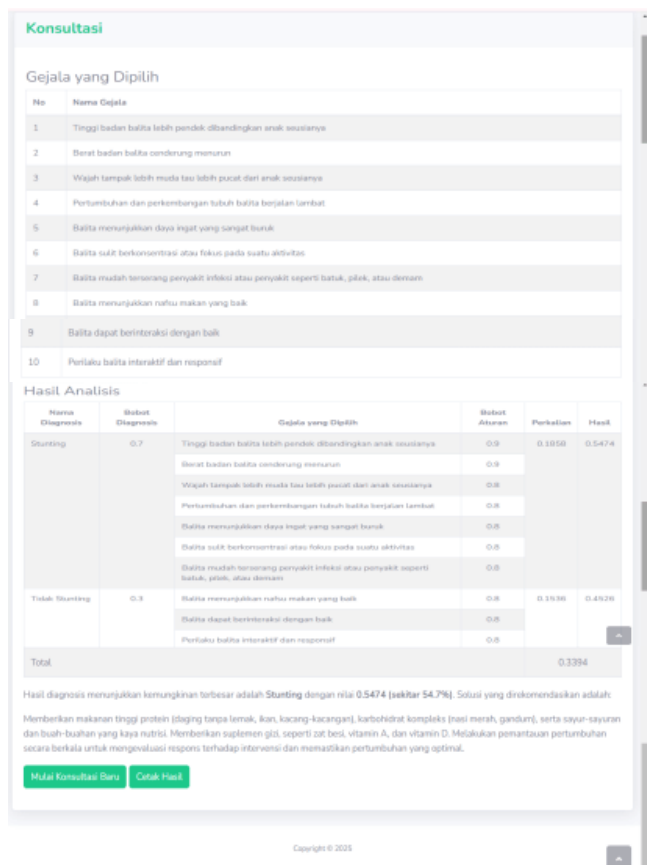 Konsultasi
Gejala yang Dipilih
No Nama Gejala
1 Tinggi badan balita lebih pendek dibandingkan anak seusianya
2 Berat badan balita cenderung menurun
3 Wajah tampak lebih muda tau lebih pucat dari anak seusianya
4 Pertumbuhan dan perkembangan tubuh balita berjalan lambat
5 Balita menunjukkan daya ingat yang sangat buruk
6 Balita sulit berkonsentrasi atau fokus pada suatu aktivitas
7 Balita mudah terserang penyakit infeksi atau penyakit seperti batuk, pilek, atau demam
8 Balita menunjukkan nafsu makan yang baik
9 Balita dapat berinteraksi dengan baik
10 Perilaku balita interaktif dan responsif
Hasil Analisis
Nama Diagnosis Bobot Diagnosis Gejala yang Dipilih Bobot Aturan Perkalian Hasil
Stunting 0.7 Tinggi badan balita lebih pendek dibandingkan anak seusianya 0.9 0.1858 0.5474
Berat badan balita cenderung menurun 0.9
Wajah tampak lebih muda tau lebih pucat dari anak seusianya 0.8
Pertumbuhan dan perkembangan tubuh balita berjalan lambat 0.8
Balita menunjukkan daya ingat yang sangat buruk 0.8
Balita sulit berkonsentrasi atau fokus pada suatu aktivitas 0.8
Balita mudah terserang penyakit infeksi atau penyakit seperti 0.8
batuk, pilek, atau demam
Tidak Stunting 0.3 Balita menunjukkan nafsu makan yang baik 0.8 0.1536 0.4526
Balita dapat berinteraksi dengan baik 0.8
Perilaku balita interaktif dan responsif 0.8
Total 0.3394
Hasil diagnosis menunjukkan kemungkinan terbesar adalah Stunting dengan nilai 0.5474 (sekitar 54.7%). Solusi yang direkomendasikan adalah:
Memberikan makanan tinggi protein (daging tanpa lemak, ikan, kacang-kacangan), karbohidrat kompleks (nasi merah, gandum), serta sayur-sayuran
dan buah-buahan yang kaya nutrisi. Memberikan suplemen gizi, seperti zat besi, vitamin A, dan vitamin D. Melakukan pemantauan pertumbuhan
secara berkala untuk mengevaluasi respons terhadap intervensi dan memastikan pertumbuhan yang optimal.
Mulai Konsultasi Baru Cetak Hasil
Copyright © 2025